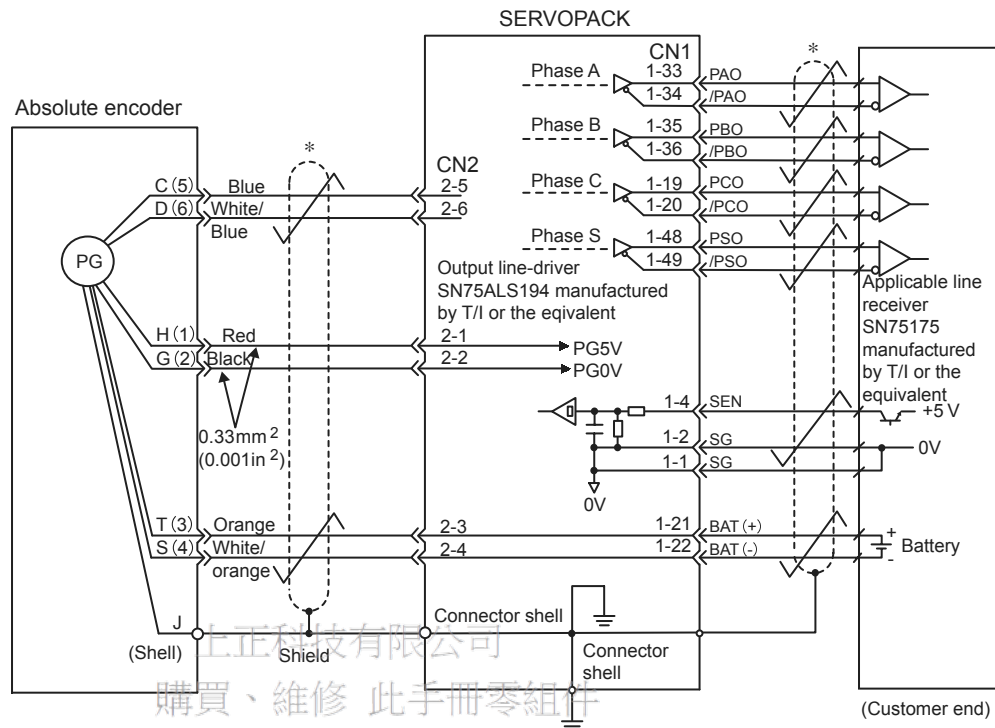 SERVOPACK
Absolute encoder
*
CN1
*
Phase A
1-33
PAO
1-34
/PAO
Phase B
1-35
PBO
1-36
/PBO
CN2
Phase C
1-19
PCO
1-20
/PCO
Phase S
1-48
PSO
1-49
/PSO
C(5)
Blue
2-5
D(6)
White/
Blue
2-6
PG
Output line-driver
SN75ALS194 manufactured
by T/I or the eqivalent
Applicable line
receiver
SN75175
manufactured
by T/I or the
equivalent
H(1)
Red
2-1
PG5V
G(2)
Black
2-2
PG0V
0.33mm²
(0.001in²)
1-4
SEN
+5 V
1-2
SG
0V
1-1
SG
0V
T(3)
Orange
2-3
1-21
BAT(+)
S(4)
White/
orange
2-4
1-22
BAT(-)
+
Battery
-
J
(Shell)
Shield
Connector shell
Connector
shell
上正科技有限公司
購買、維修 此手冊零組件
(Customer end)